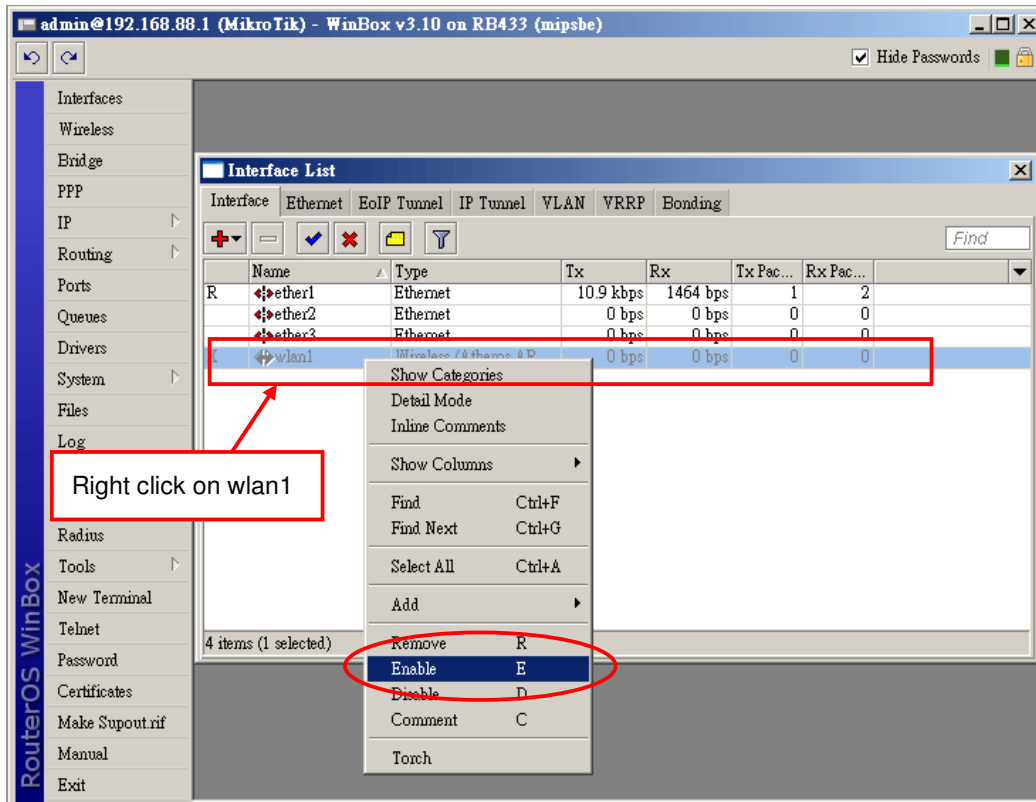 admin@192.168.88.1 (MikroTik) - WinBox v3.10 on RB433 (mipsbe)
Hide Passwords
Interfaces
Wireless
Bridge
PPP
IP
Routing
Ports
Queues
Drivers
System
Files
Log
Radius
Tools
New Terminal
Telnet
Password
Certificates
Make Supout.rif
Manual
Exit
RouterOS WinBox
Interface List
Interface Ethernet EoIP Tunnel IP Tunnel VLAN VRRP Bonding
Find
Name Type Tx Rx Tx Pac... Rx Pac...
R ether1 Ethernet 10.9 kbps 1464 bps 1 2
ether2 Ethernet 0 bps 0 bps 0 0
ether3 Ethernet 0 bps 0 bps 0 0
X wlan1 Wireless (Atheros AR... 0 bps 0 bps 0 0
Right click on wlan1
Show Categories
Detail Mode
Inline Comments
Show Columns
Find Ctrl+F
Find Next Ctrl+G
Select All Ctrl+A
Add
Remove R
Enable E
Disable D
Comment C
Torch
4 items (1 selected)